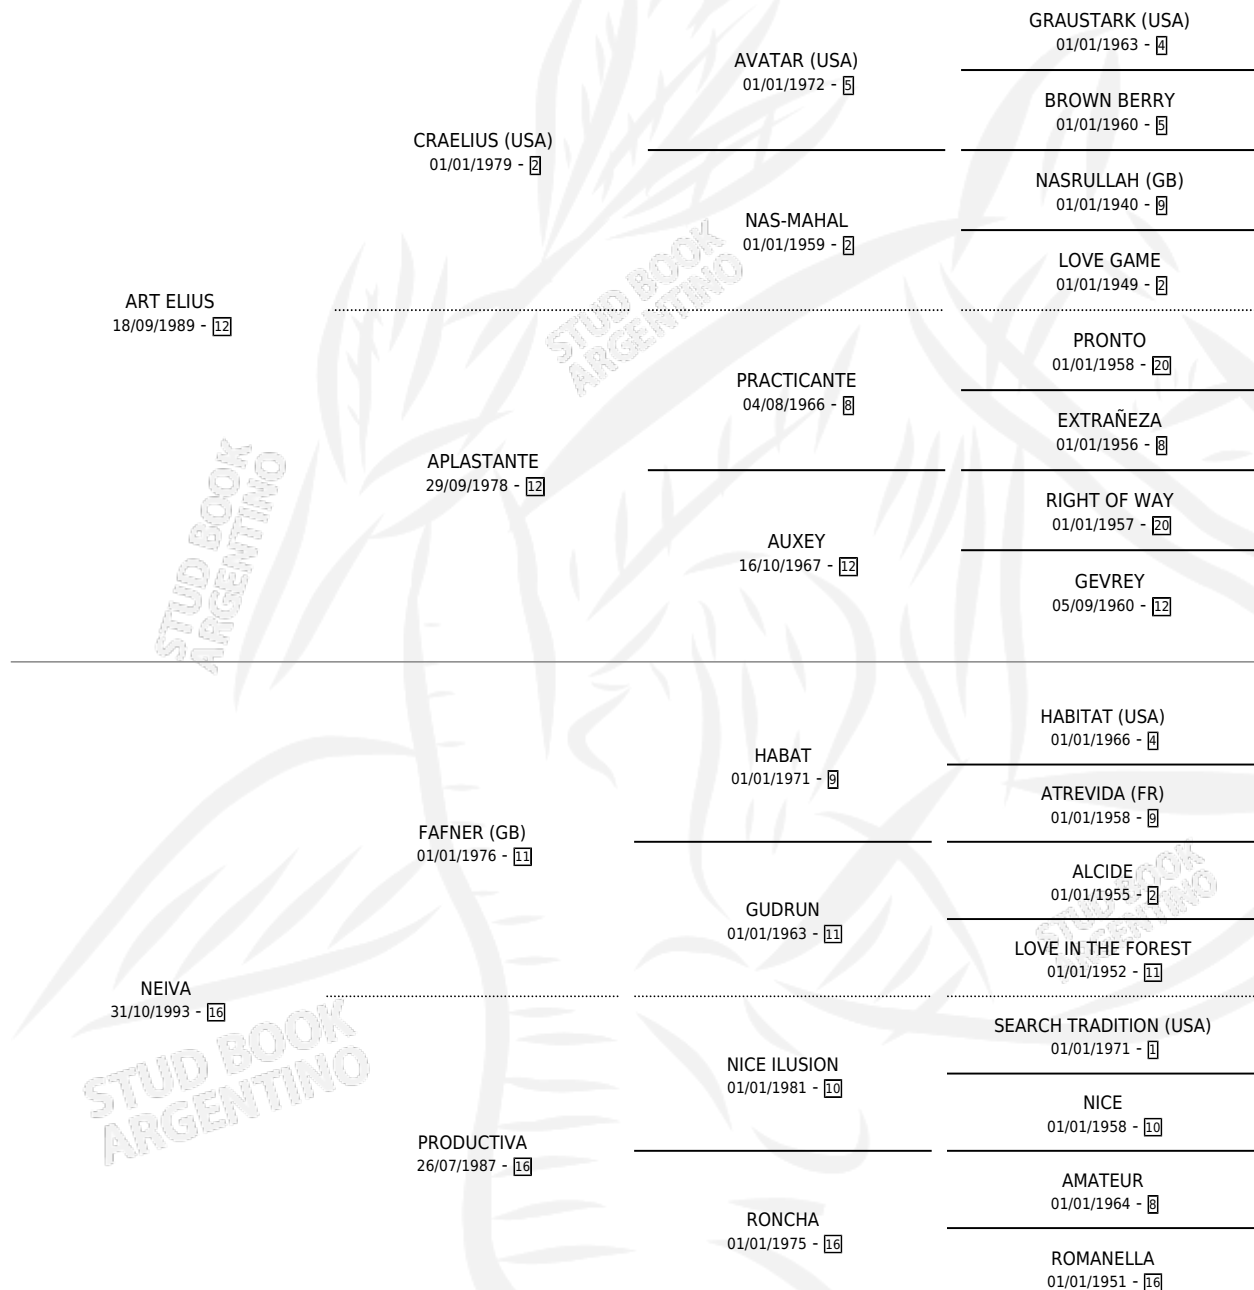 GRAUSTARK (USA)
01/01/1963 - 4
AVATAR (USA)
01/01/1972 - 5
BROWN BERRY
01/01/1960 - 5
CRAELIUS (USA)
01/01/1979 - 2
NASRULLAH (GB)
01/01/1940 - 9
NAS-MAHAL
01/01/1959 - 2
LOVE GAME
01/01/1949 - 2
ART ELIUS
18/09/1989 - 12
PRONTO
01/01/1958 - 20
PRACTICANTE
04/08/1966 - 8
EXTRAÑEZA
01/01/1956 - 8
APLASTANTE
29/09/1978 - 12
RIGHT OF WAY
01/01/1957 - 20
AUXEY
16/10/1967 - 12
GEVREY
05/09/1960 - 12
STUD BOOK
ARGENTINO
STUD BOOK
ARGENTINO
HABITAT (USA)
01/01/1966 - 4
HABAT
01/01/1971 - 9
ATREVIDA (FR)
01/01/1958 - 9
FAFNER (GB)
01/01/1976 - 11
ALCIDE
01/01/1955 - 2
GUDRUN
01/01/1963 - 11
LOVE IN THE FOREST
01/01/1952 - 11
STUD BOOK
ARGENTINO
NEIVA
31/10/1993 - 16
SEARCH TRADITION (USA)
01/01/1971 - 1
NICE ILUSION
01/01/1981 - 10
NICE
01/01/1958 - 10
PRODUCTIVA
26/07/1987 - 16
AMATEUR
01/01/1964 - 8
RONCHA
01/01/1975 - 16
ROMANELLA
01/01/1951 - 16
STUD BOOK
ARGENTINO